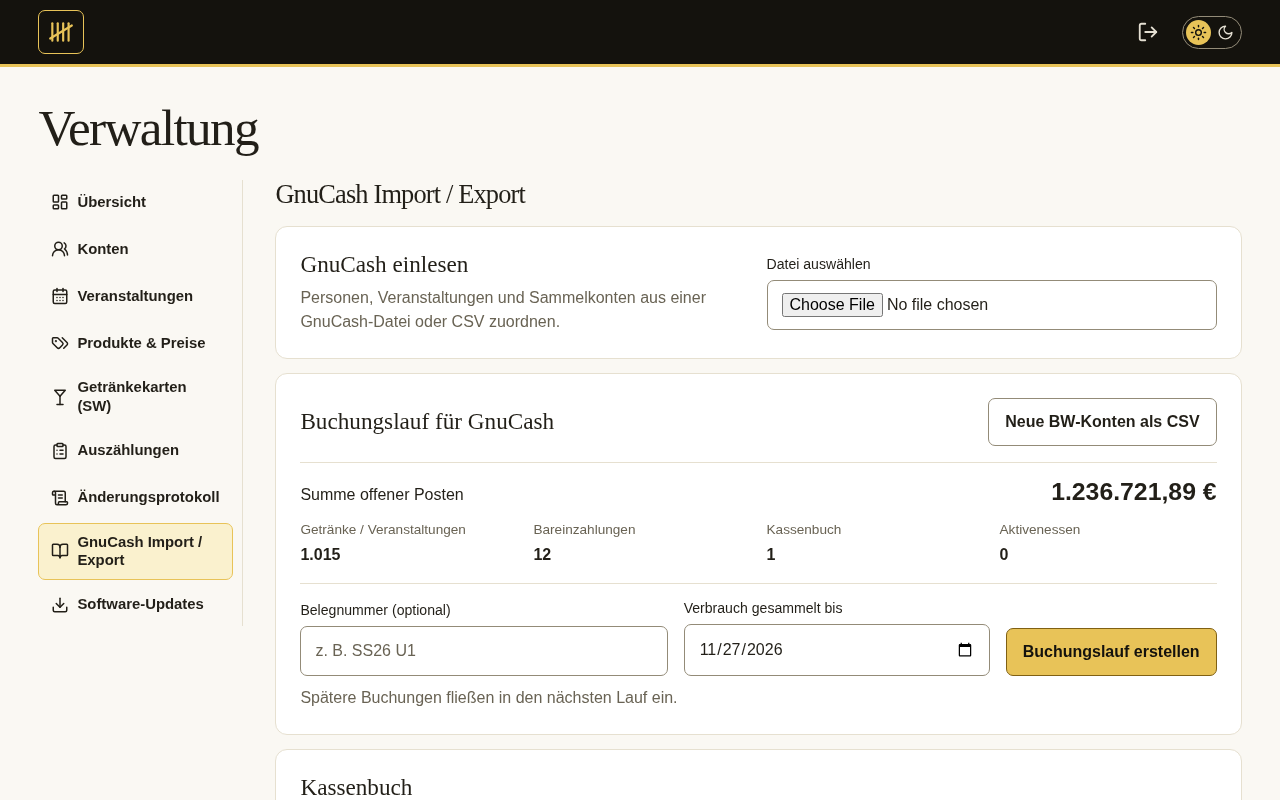 Verwaltung
Übersicht
Konten
Veranstaltungen
Produkte & Preise
Getränkekarten
(SW)
Auszählungen
Änderungsprotokoll
GnuCash Import /
Export
Software-Updates
GnuCash Import / Export
GnuCash einlesen
Personen, Veranstaltungen und Sammelkonten aus einer
GnuCash-Datei oder CSV zuordnen.
Datei auswählen
Choose File No file chosen
Buchungslauf für GnuCash
Neue BW-Konten als CSV
Summe offener Posten
1.236.721,89 €
Getränke / Veranstaltungen
1.015
Bareinzahlungen
12
Kassenbuch
1
Aktivenessen
0
Belegnummer (optional)
z. B. SS26 U1
Verbrauch gesammelt bis
11/27/2026
Buchungslauf erstellen
Spätere Buchungen fließen in den nächsten Lauf ein.
Kassenbuch